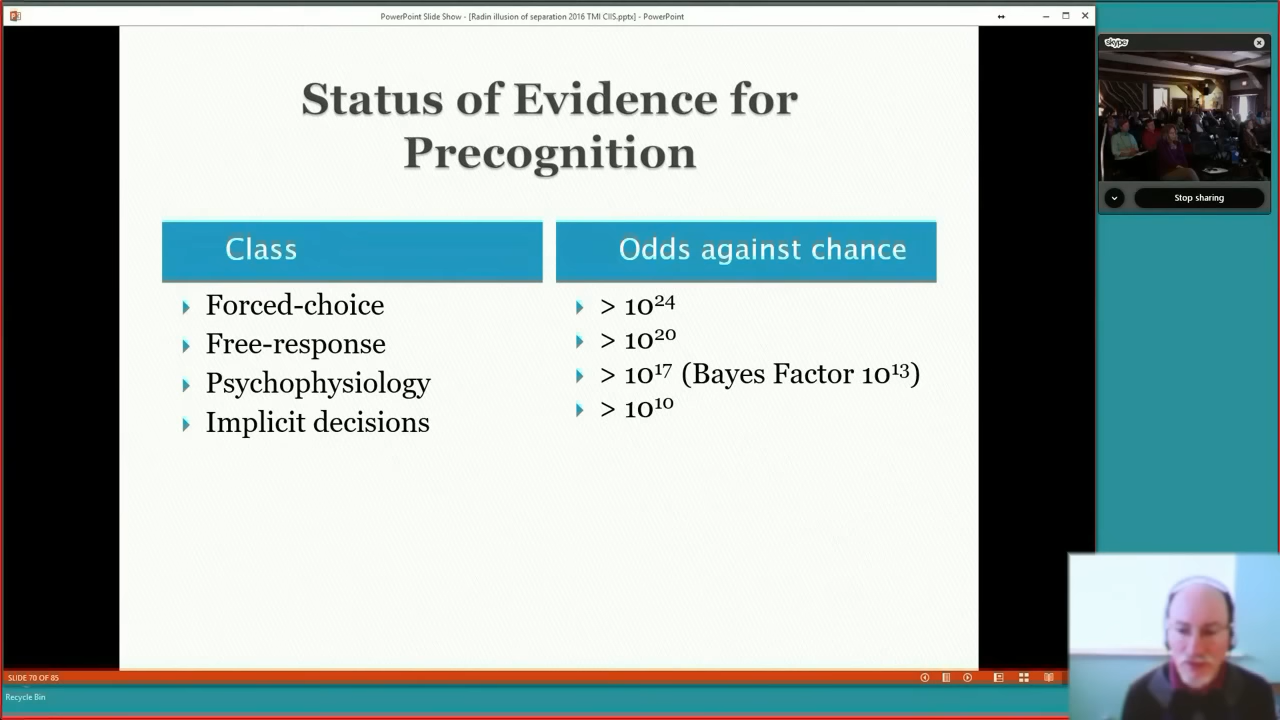 PowerPoint Slide Show - [Radin illusion of separation 2016 TMI CIIS.pptx] - PowerPoint
skype
Status of Evidence for
Precognition
Stop sharing
Class
Odds against chance
Forced-choice
> 10²⁴
Free-response
> 10²⁰
Psychophysiology
> 10¹⁷ (Bayes Factor 10¹³)
Implicit decisions
> 10¹⁰
SLIDE 70 OF 85
Recycle Bin